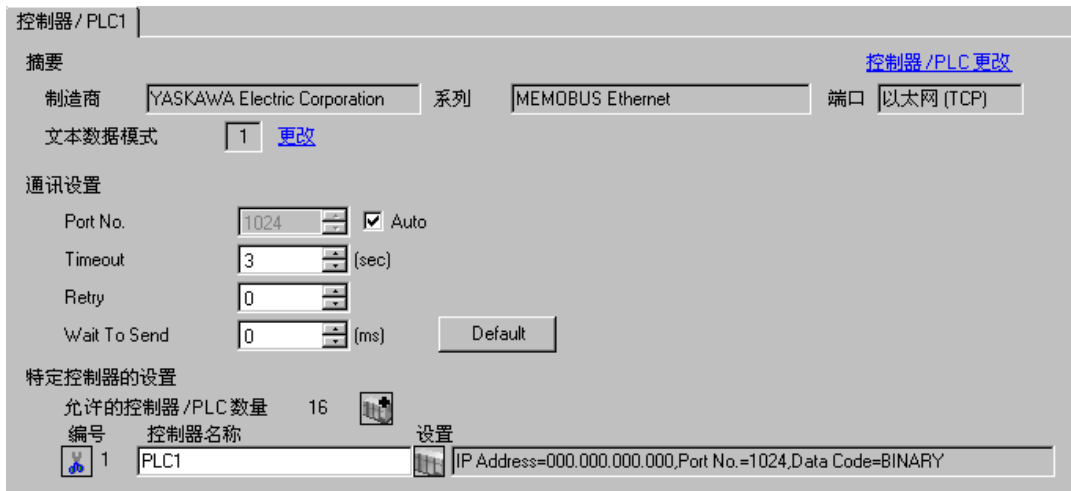 控制器/PLC1
摘要 控制器/PLC更改
制造商 YASKAWA Electric Corporation 系列 MEMOBUS Ethernet 端口 以太网 (TCP)
文本数据模式 1 更改
通讯设置
Port No. 1024 Auto
Timeout 3 (sec)
Retry 0
Wait To Send 0 (ms) Default
特定控制器的设置
允许的控制器/PLC数量 16
编号 控制器名称 设置
1 PLC1 IP Address=000.000.000.000,Port No.=1024,Data Code=BINARY